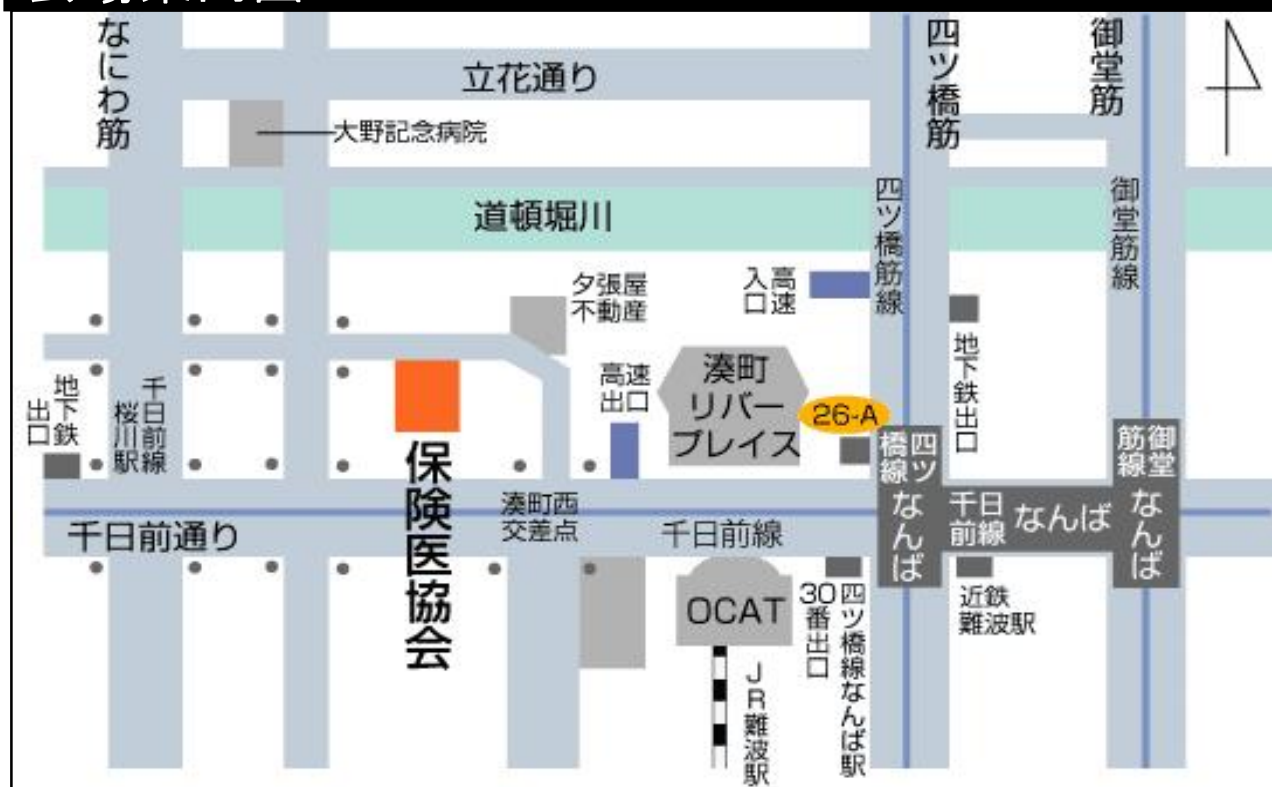 なにわ筋
立花通り
四ツ橋筋
御堂筋
大野記念病院
道頓堀川
四ツ橋筋線
御堂筋線
夕張屋
不動産
高速
入口
地下鉄出口
高速
出口
湊町
リバー
プレイス
26-A
地下鉄
出口
千日前線
桜川駅
保険医協会
四ツ
橋線
なんば
千日
前線
なんば
御堂
筋線
なんば
千日前通り
湊町西
交差点
千日前線
OCAT
四ツ橋線なんば駅
30番出口
近鉄
難波駅
JR難波駅